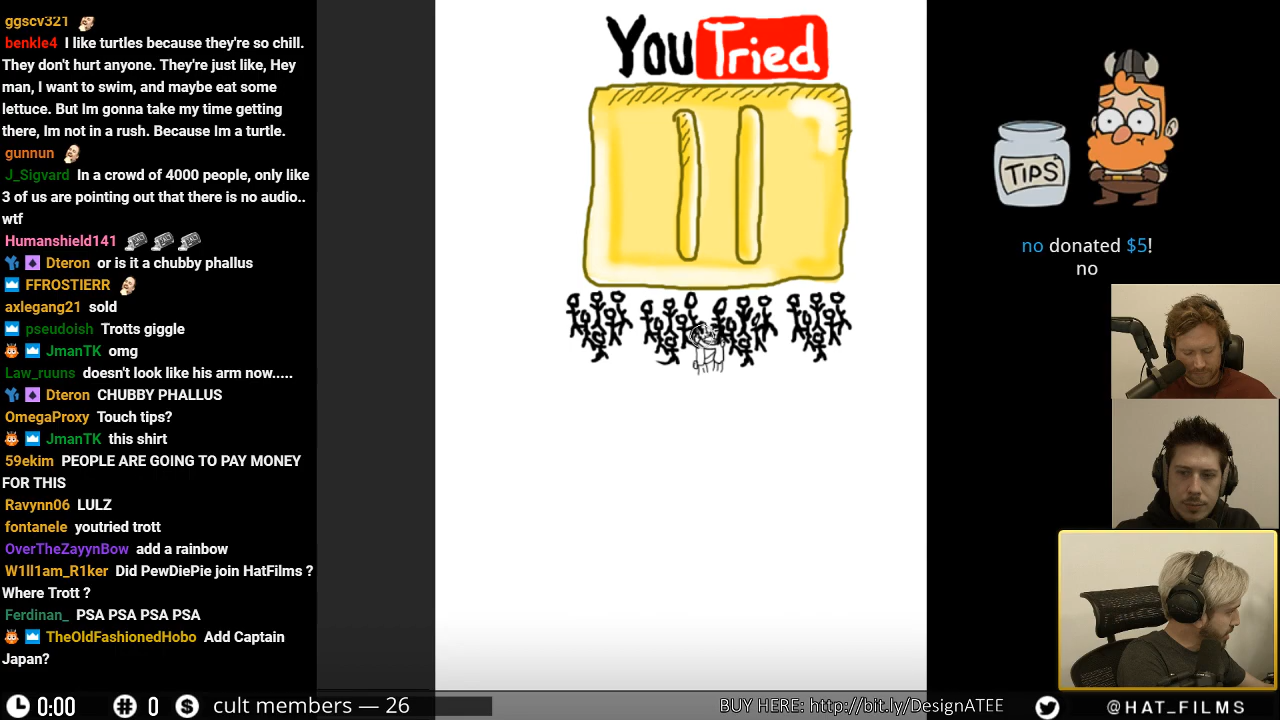 ggscv321
benkle4 I like turtles because they're so chill.
They don't hurt anyone. They're just like, Hey
man, I want to swim, and maybe eat some
lettuce. But Im gonna take my time getting
there, Im not in a rush. Because Im a turtle.
gunnun
J_Sigvard In a crowd of 4000 people, only like
3 of us are pointing out that there is no audio..
wtf
Humanshield141
Dteron or is it a chubby phallus
FFROSTIERR
axlegang21 sold
pseudoish Trotts giggle
JmanTK omg
Law_ruuns doesn't look like his arm now.....
Dteron CHUBBY PHALLUS
OmegaProxy Touch tips?
JmanTK this shirt
59ekim PEOPLE ARE GOING TO PAY MONEY
FOR THIS
Ravynn06 LULZ
fontanele youtried trott
OverTheZayynBow add a rainbow
W1ll1am_R1ker Did PewDiePie join HatFilms ?
Where Trott ?
Ferdinan_ PSA PSA PSA PSA
TheOldFashionedHobo Add Captain
Japan?
You Tried
TIPS
no donated $5!
no
0:00 # 0 $ cult members — 26
BUY HERE: http://bit.ly/DesignATEE
@HAT_FILMS